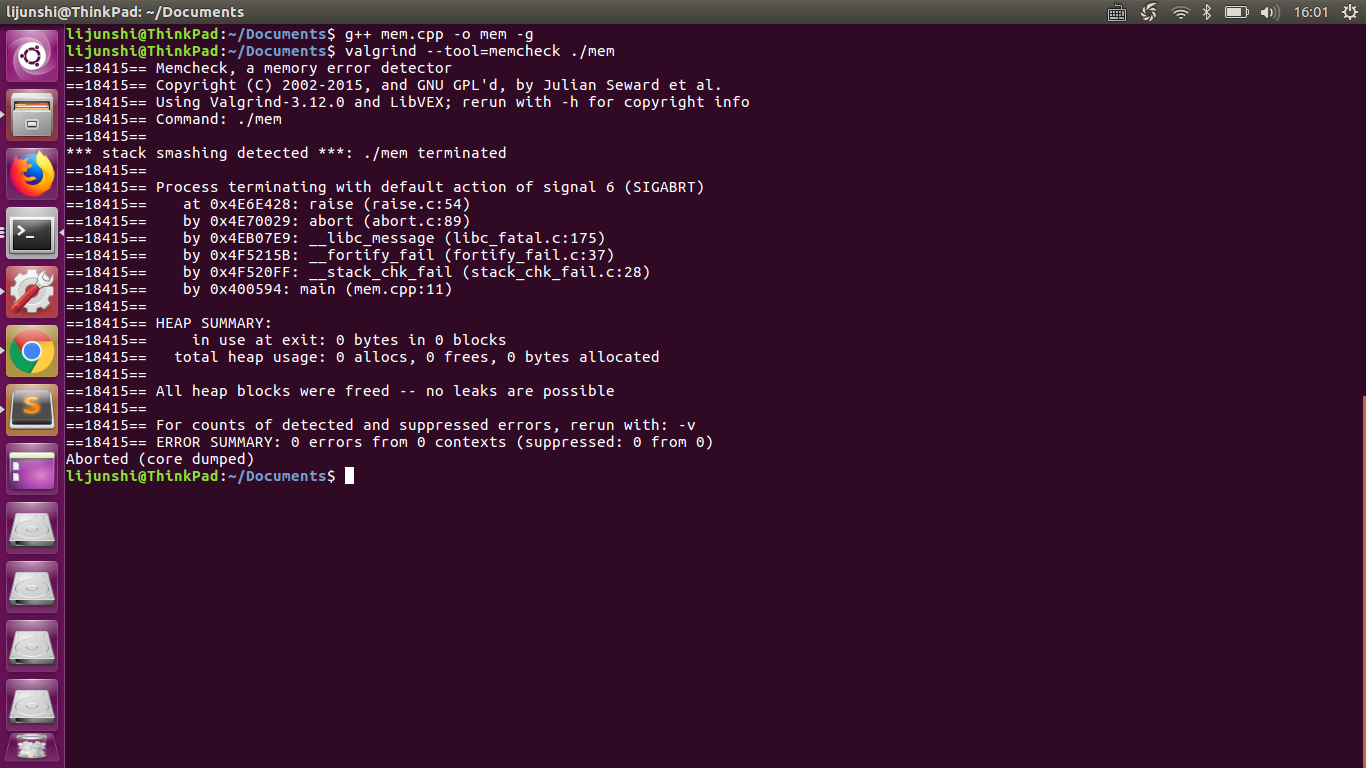 lijunshi@ThinkPad: ~/Documents
16:01
lijunshi@ThinkPad:~/Documents$ g++ mem.cpp -o mem -g
lijunshi@ThinkPad:~/Documents$ valgrind --tool=memcheck ./mem
==18415== Memcheck, a memory error detector
==18415== Copyright (C) 2002-2015, and GNU GPL'd, by Julian Seward et al.
==18415== Using Valgrind-3.12.0 and LibVEX; rerun with -h for copyright info
==18415== Command: ./mem
==18415==
*** stack smashing detected ***: ./mem terminated
==18415==
==18415== Process terminating with default action of signal 6 (SIGABRT)
==18415==    at 0x4E6E428: raise (raise.c:54)
==18415==    by 0x4E70029: abort (abort.c:89)
==18415==    by 0x4EB07E9: __libc_message (libc_fatal.c:175)
==18415==    by 0x4F5215B: __fortify_fail (fortify_fail.c:37)
==18415==    by 0x4F520FF: __stack_chk_fail (stack_chk_fail.c:28)
==18415==    by 0x400594: main (mem.cpp:11)
==18415==
==18415== HEAP SUMMARY:
==18415==     in use at exit: 0 bytes in 0 blocks
==18415==   total heap usage: 0 allocs, 0 frees, 0 bytes allocated
==18415==
==18415== All heap blocks were freed -- no leaks are possible
==18415==
==18415== For counts of detected and suppressed errors, rerun with: -v
==18415== ERROR SUMMARY: 0 errors from 0 contexts (suppressed: 0 from 0)
Aborted (core dumped)
lijunshi@ThinkPad:~/Documents$